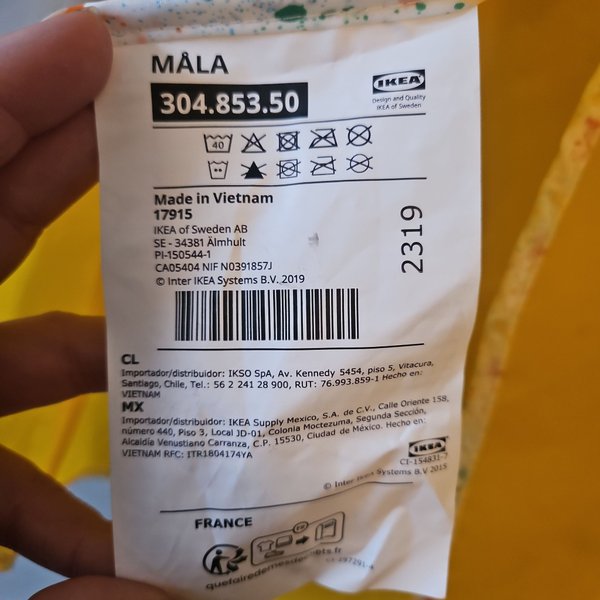 MÅLA
304.853.50
IKEA
Design and Quality
IKEA of Sweden
40
Made in Vietnam
17915
IKEA of Sweden AB
SE - 34381 Älmhult
PI-150544-1
CA05404 NIF N0391857J
© Inter IKEA Systems B.V. 2019
2319
CL
Importador/distribuidor: IKSO SpA, Av. Kennedy 5454, piso 5, Vitacura,
Santiago, Chile, Tel.: 56 2 241 28 900, RUT: 76.993.859-1 Hecho en:
VIETNAM
MX
Importador/distribuidor: IKEA Supply Mexico, S.A. de C.V., Calle Oriente 158,
número 440, Piso 3, Local JD-01, Colonia Moctezuma, Segunda Sección,
Alcaldía Venustiano Carranza, C.P. 15530, Ciudad de México. Hecho en:
VIETNAM RFC: ITR1804174YA
IKEA
CI-154831-7
© Inter IKEA Systems B.V 2015
FRANCE
FR